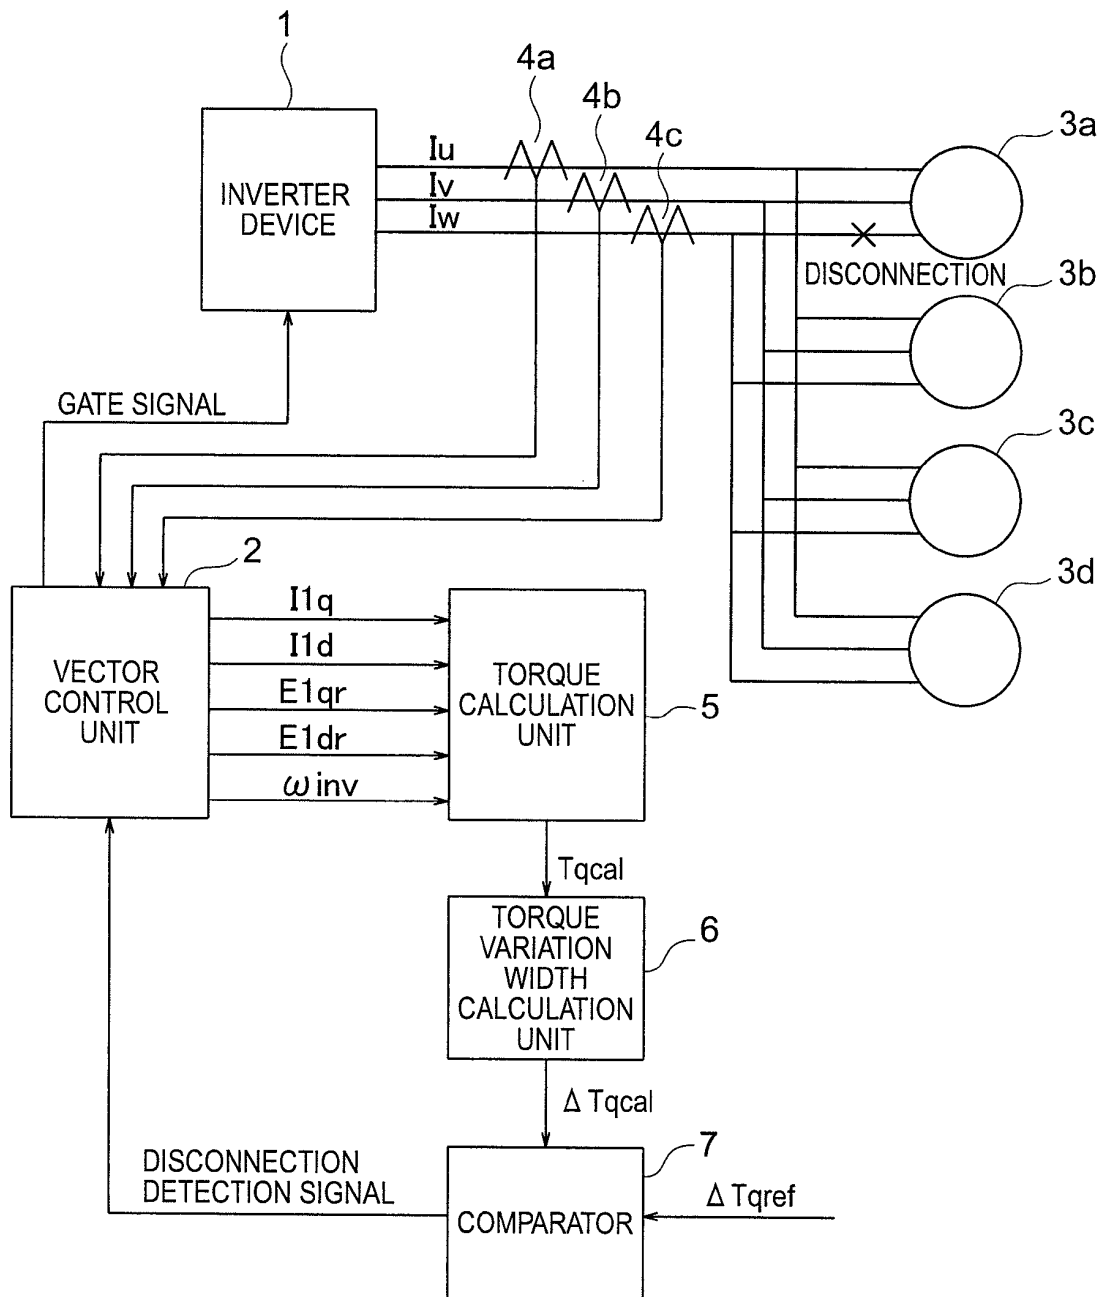 1
4a
4b
4c
3a
Iu
Iv
Iw
INVERTER
DEVICE
DISCONNECTION
3b
GATE SIGNAL
3c
2
3d
I1q
I1d
E1qr
E1dr
ωinv
VECTOR
CONTROL
UNIT
TORQUE
CALCULATION
UNIT
5
Tqcal
TORQUE
VARIATION
WIDTH
CALCULATION
UNIT
6
Δ Tqcal
7
DISCONNECTION
DETECTION SIGNAL
COMPARATOR
Δ Tqref